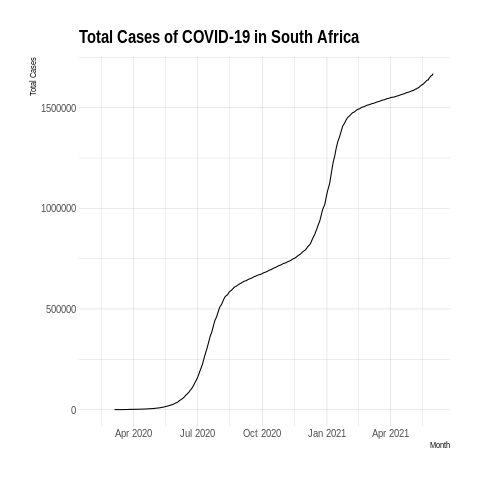 Total Cases of COVID-19 in South Africa
Total Cases
1500000
1000000
500000
0
Apr 2020 Jul 2020 Oct 2020 Jan 2021 Apr 2021
Month